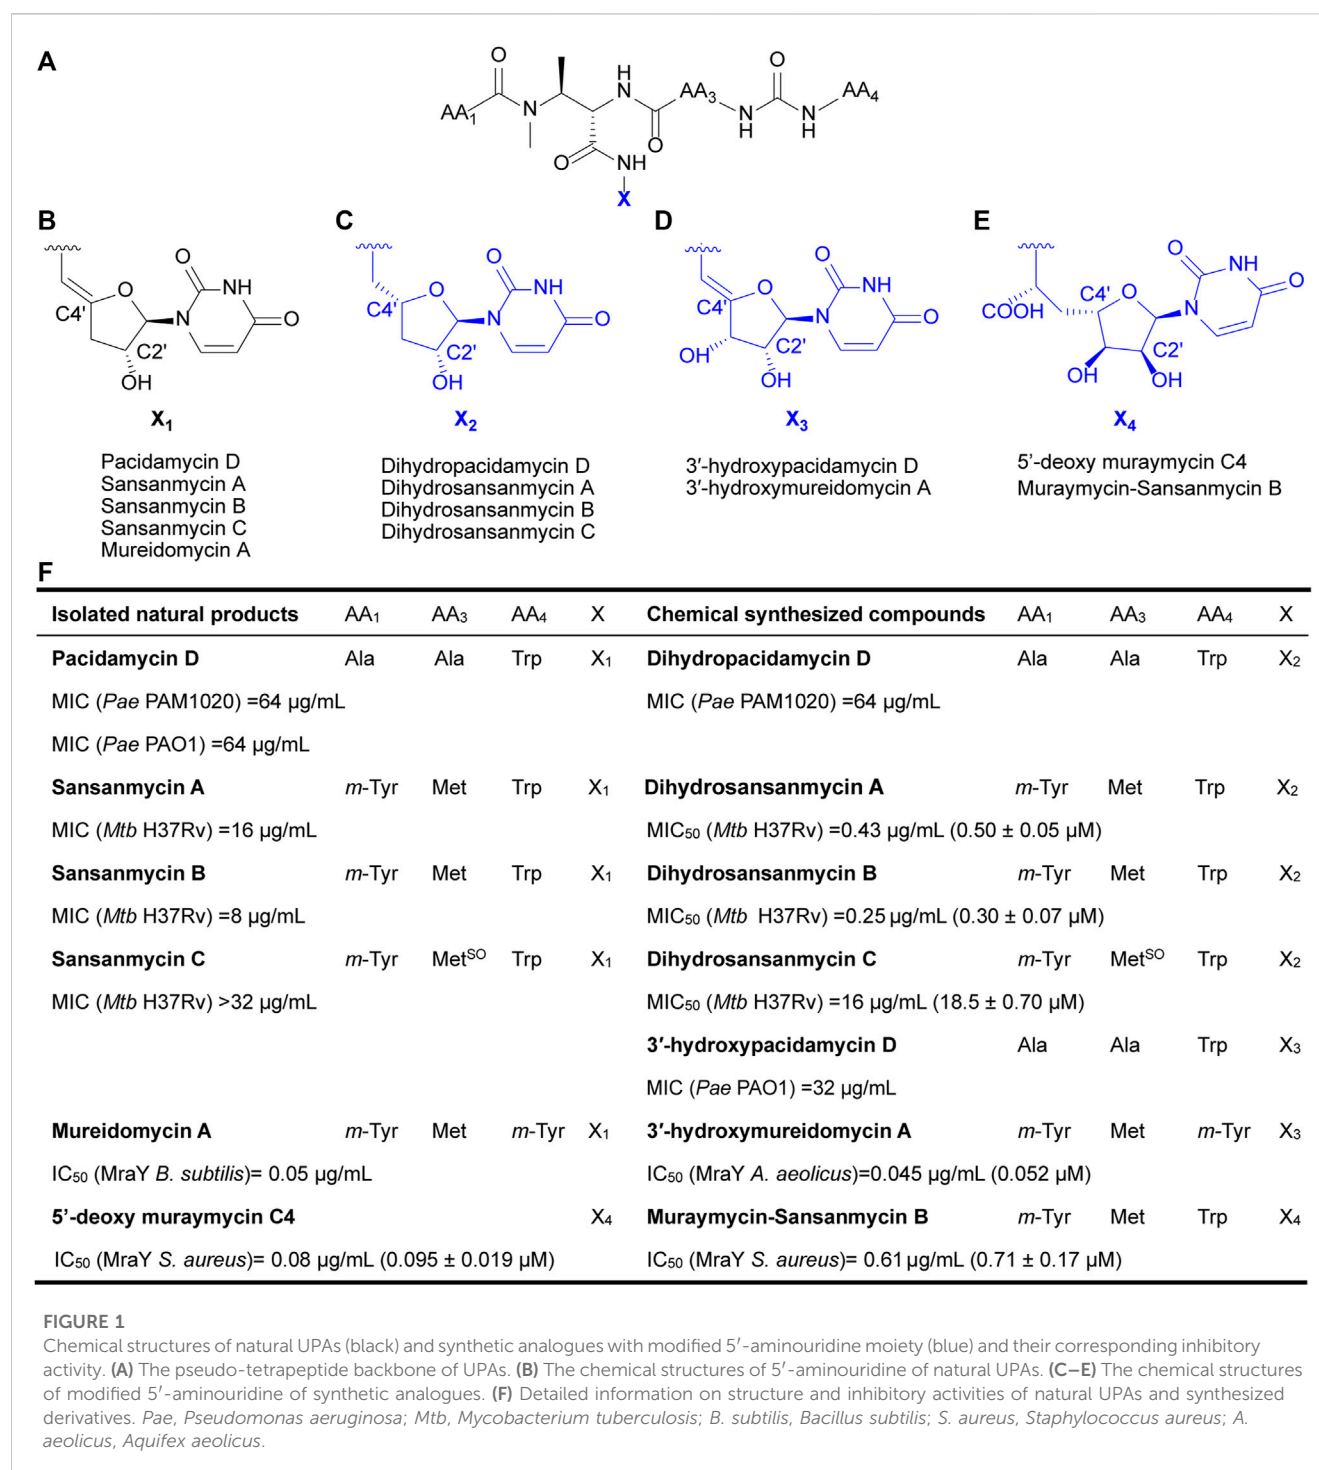 A
O
H
N
AA₃
O
AA₄
AA₁
N
O
N
H
N
H
O
NH
X
B
C
D
E
O
NH
O
N
O
C4'
C2'
OH
X₁
O
NH
O
N
O
C4'
C2'
OH
X₂
O
NH
O
N
O
C4'
OH
C2'
OH
X₃
O
NH
O
N
O
COOH
C4'
C2'
OH
OH
X₄
Pacidamycin D
Sansanmycin A
Sansanmycin B
Sansanmycin C
Mureidomycin A
Dihydropacidamycin D
Dihydrosansanmycin A
Dihydrosansanmycin B
Dihydrosansanmycin C
3′-hydroxypacidamycin D
3′-hydroxymureidomycin A
5’-deoxy muraymycin C4
Muraymycin-Sansanmycin B
F
Isolated natural products AA₁ AA₃ AA₄ X Chemical synthesized compounds AA₁ AA₃ AA₄ X
Pacidamycin D Ala Ala Trp X₁ Dihydropacidamycin D Ala Ala Trp X₂
MIC (Pae PAM1020) =64 µg/mL MIC (Pae PAM1020) =64 µg/mL
MIC (Pae PAO1) =64 µg/mL
Sansanmycin A m-Tyr Met Trp X₁ Dihydrosansanmycin A m-Tyr Met Trp X₂
MIC (Mtb H37Rv) =16 µg/mL MIC₅₀ (Mtb H37Rv) =0.43 µg/mL (0.50 ± 0.05 µM)
Sansanmycin B m-Tyr Met Trp X₁ Dihydrosansanmycin B m-Tyr Met Trp X₂
MIC (Mtb H37Rv) =8 µg/mL MIC₅₀ (Mtb H37Rv) =0.25 µg/mL (0.30 ± 0.07 µM)
Sansanmycin C m-Tyr Metˢᴼ Trp X₁ Dihydrosansanmycin C m-Tyr Metˢᴼ Trp X₂
MIC (Mtb H37Rv) >32 µg/mL MIC₅₀ (Mtb H37Rv) =16 µg/mL (18.5 ± 0.70 µM)
3′-hydroxypacidamycin D Ala Ala Trp X₃
MIC (Pae PAO1) =32 µg/mL
Mureidomycin A m-Tyr Met m-Tyr X₁ 3′-hydroxymureidomycin A m-Tyr Met m-Tyr X₃
IC₅₀ (MraY B. subtilis)= 0.05 µg/mL IC₅₀ (MraY A. aeolicus)=0.045 µg/mL (0.052 µM)
5’-deoxy muraymycin C4 X₄ Muraymycin-Sansanmycin B m-Tyr Met Trp X₄
IC₅₀ (MraY S. aureus)= 0.08 µg/mL (0.095 ± 0.019 µM) IC₅₀ (MraY S. aureus)= 0.61 µg/mL (0.71 ± 0.17 µM)
FIGURE 1
Chemical structures of natural UPAs (black) and synthetic analogues with modified 5′-aminouridine moiety (blue) and their corresponding inhibitory
activity. (A) The pseudo-tetrapeptide backbone of UPAs. (B) The chemical structures of 5′-aminouridine of natural UPAs. (C–E) The chemical structures
of modified 5′-aminouridine of synthetic analogues. (F) Detailed information on structure and inhibitory activities of natural UPAs and synthesized
derivatives. Pae, Pseudomonas aeruginosa; Mtb, Mycobacterium tuberculosis; B. subtilis, Bacillus subtilis; S. aureus, Staphylococcus aureus; A.
aeolicus, Aquifex aeolicus.